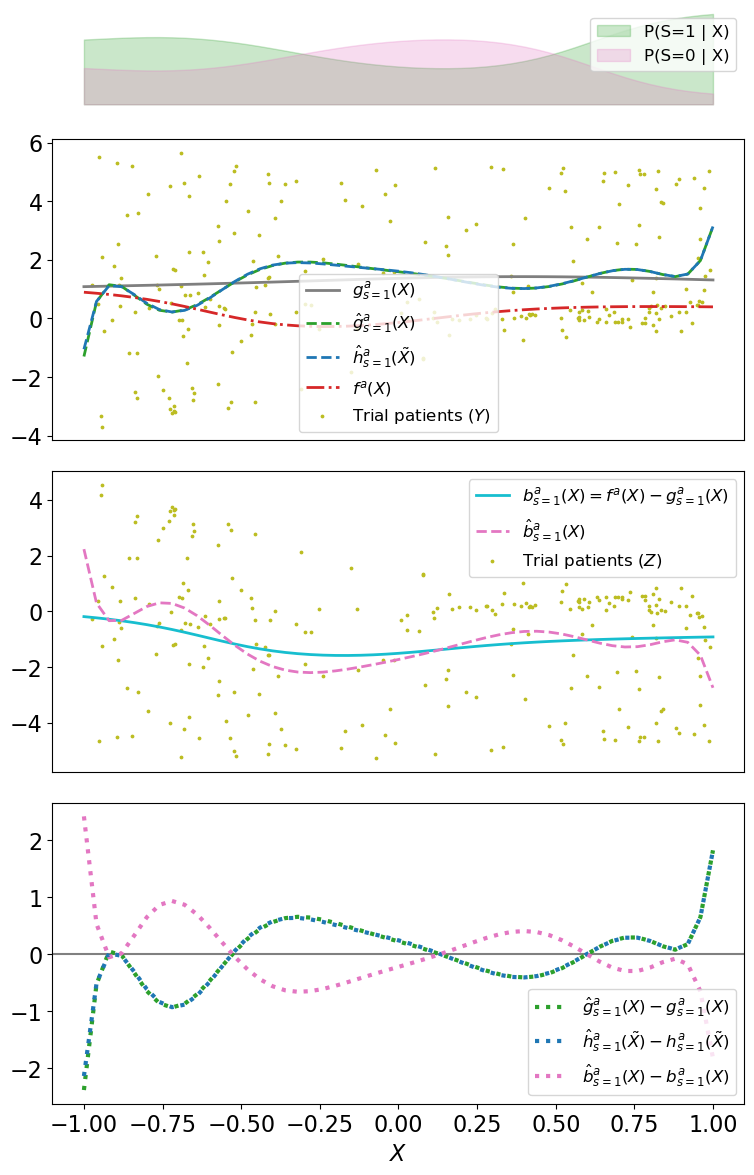 P(S=1 | X)
P(S=0 | X)
6
4
2
0
−2
−4
$g^a_{s=1}(X)$
$\hat{g}^a_{s=1}(X)$
$\hat{h}^a_{s=1}(\tilde{X})$
$f^a(X)$
Trial patients (Y)
4
2
0
−2
−4
$b^a_{s=1}(X) = f^a(X) − g^a_{s=1}(X)$
$\hat{b}^a_{s=1}(X)$
Trial patients (Z)
2
1
0
−1
−2
$\hat{g}^a_{s=1}(X) − g^a_{s=1}(X)$
$\hat{h}^a_{s=1}(\tilde{X}) − h^a_{s=1}(\tilde{X})$
$\hat{b}^a_{s=1}(X) − b^a_{s=1}(X)$
−1.00 −0.75 −0.50 −0.25 0.00 0.25 0.50 0.75 1.00
X